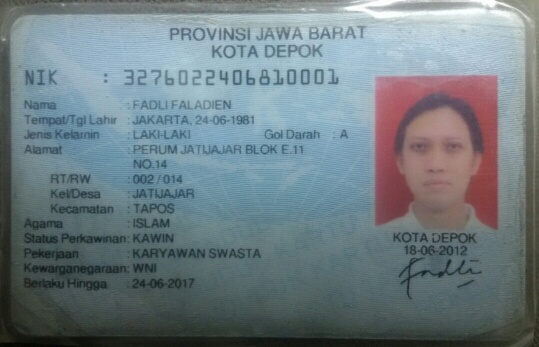 PROVINSI JAWA BARAT
KOTA DEPOK
NIK : 3276022406810001
Nama : FADLI FALADIEN
Tempat/Tgl Lahir : JAKARTA, 24-06-1981
Jenis Kelamin : LAKI-LAKI Gol Darah : A
Alamat : PERUM JATIJAJAR BLOK E.11
NO.14
RT/RW : 002 / 014
Kel/Desa : JATIJAJAR
Kecamatan : TAPOS
Agama : ISLAM
Status Perkawinan: KAWIN
Pekerjaan : KARYAWAN SWASTA
Kewarganegaraan: WNI
Berlaku Hingga : 24-06-2017
KOTA DEPOK
18-06-2012
Fadli